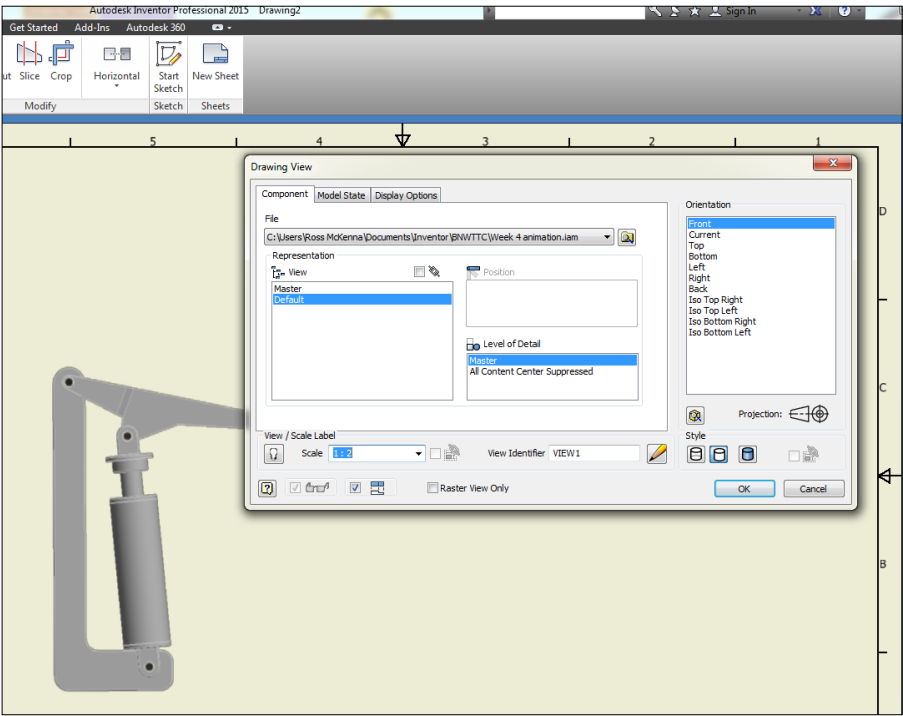 Autodesk Inventor Professional 2015 Drawing2
Sign In
Get Started Add-Ins Autodesk 360
Slice Crop Horizontal Start Sketch New Sheet
Modify Sketch Sheets
5 4 3 2 1
Drawing View
Component Model State Display Options
File
C:\Users\Ross McKenna\Documents\Inventor\BNWTTC\Week 4 animation.iam
Representation
View
Master
Default
Position
Level of Detail
Master
All Content Center Suppressed
Orientation
Front
Current
Top
Bottom
Left
Right
Back
Iso Top Right
Iso Top Left
Iso Bottom Right
Iso Bottom Left
Projection:
View / Scale Label
Scale 1 : 2
View Identifier VIEW1
Style
Raster View Only
OK Cancel
D
C
B